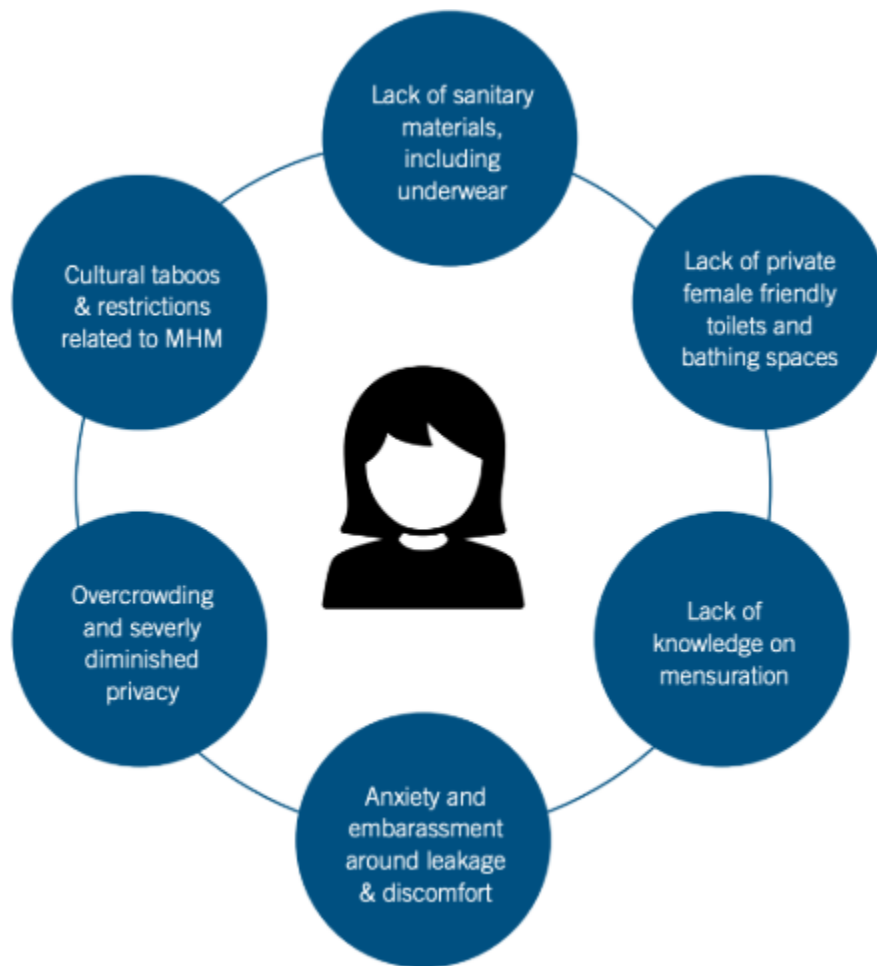 Lack of sanitary
materials,
including
underwear
Lack of private
female friendly
toilets and
bathing spaces
Lack of
knowledge on
mensuration
Anxiety and
embarassment
around leakage
& discomfort
Overcrowding
and severly
diminished
privacy
Cultural taboos
& restrictions
related to MHM